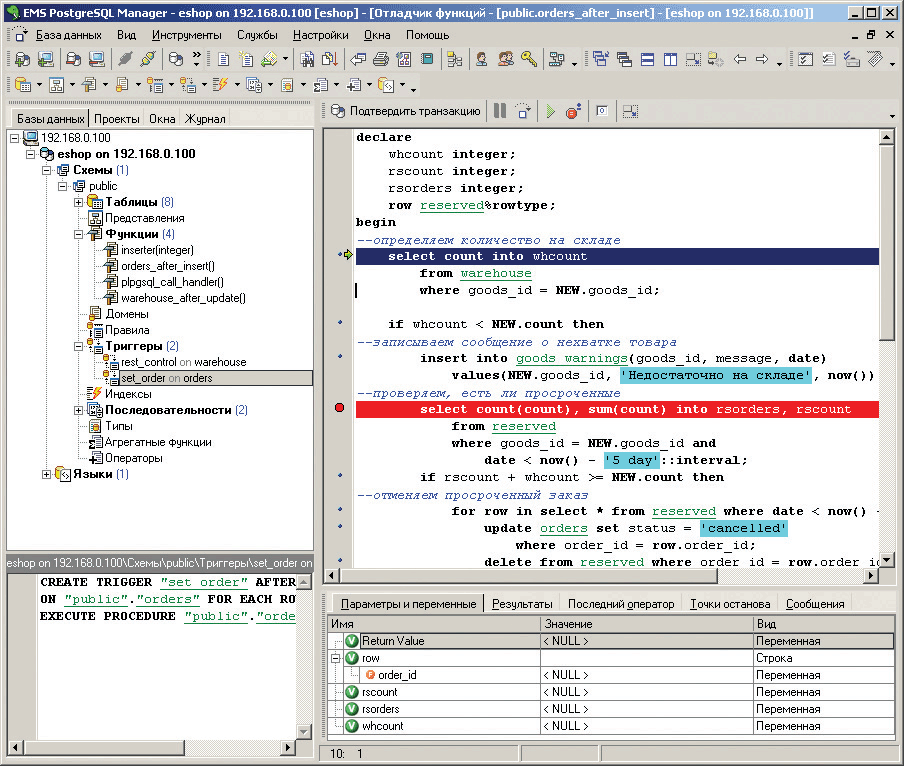 EMS PostgreSQL Manager - eshop on 192.168.0.100 [eshop] - [Отладчик функций - [public.orders_after_insert] - [eshop on 192.168.0.100]]
База данных Вид Инструменты Службы Настройки Окна Помощь
Базы данных Проекты Окна Журнал
192.168.0.100
eshop on 192.168.0.100
Схемы (1)
public
Таблицы (8)
Представления
Функции (4)
inserter(integer)
orders_after_insert()
plpgsql_call_handler()
warehouse_after_update()
Домены
Правила
Триггеры (2)
rest_control on warehouse
set_order on orders
Индексы
Последовательности (2)
Типы
Агрегатные функции
Операторы
Языки (1)
eshop on 192.168.0.100\Схемы\public\Триггеры\set_order on
CREATE TRIGGER "set order" AFTER
ON "public"."orders" FOR EACH RO
EXECUTE PROCEDURE "public"."orde
Подтвердить транзакцию
declare
whcount integer;
rscount integer;
rsorders integer;
row reserved%rowtype;
begin
--определяем количество на складе
select count into whcount
from warehouse
where goods_id = NEW.goods_id;
if whcount < NEW.count then
--записываем сообщение о нехватке товара
insert into goods warnings(goods_id, message, date)
values(NEW.goods_id, 'Недостаточно на складе', now())
--проверяем, есть ли просроченные
select count(count), sum(count) into rsorders, rscount
from reserved
where goods_id = NEW.goods_id and
date < now() - '5 day'::interval;
if rscount + whcount >= NEW.count then
--отменяем просроченный заказ
for row in select * from reserved where date < now() -
update orders set status = 'cancelled'
where order_id = row.order_id;
delete from reserved where order id = row.order id
Параметры и переменные Результаты Последний оператор Точки останова Сообщения
Имя Значение Вид
Return Value < NULL > Переменная
row Строка
order_id < NULL > Переменная
rscount < NULL > Переменная
rsorders < NULL > Переменная
whcount < NULL > Переменная
10: 1